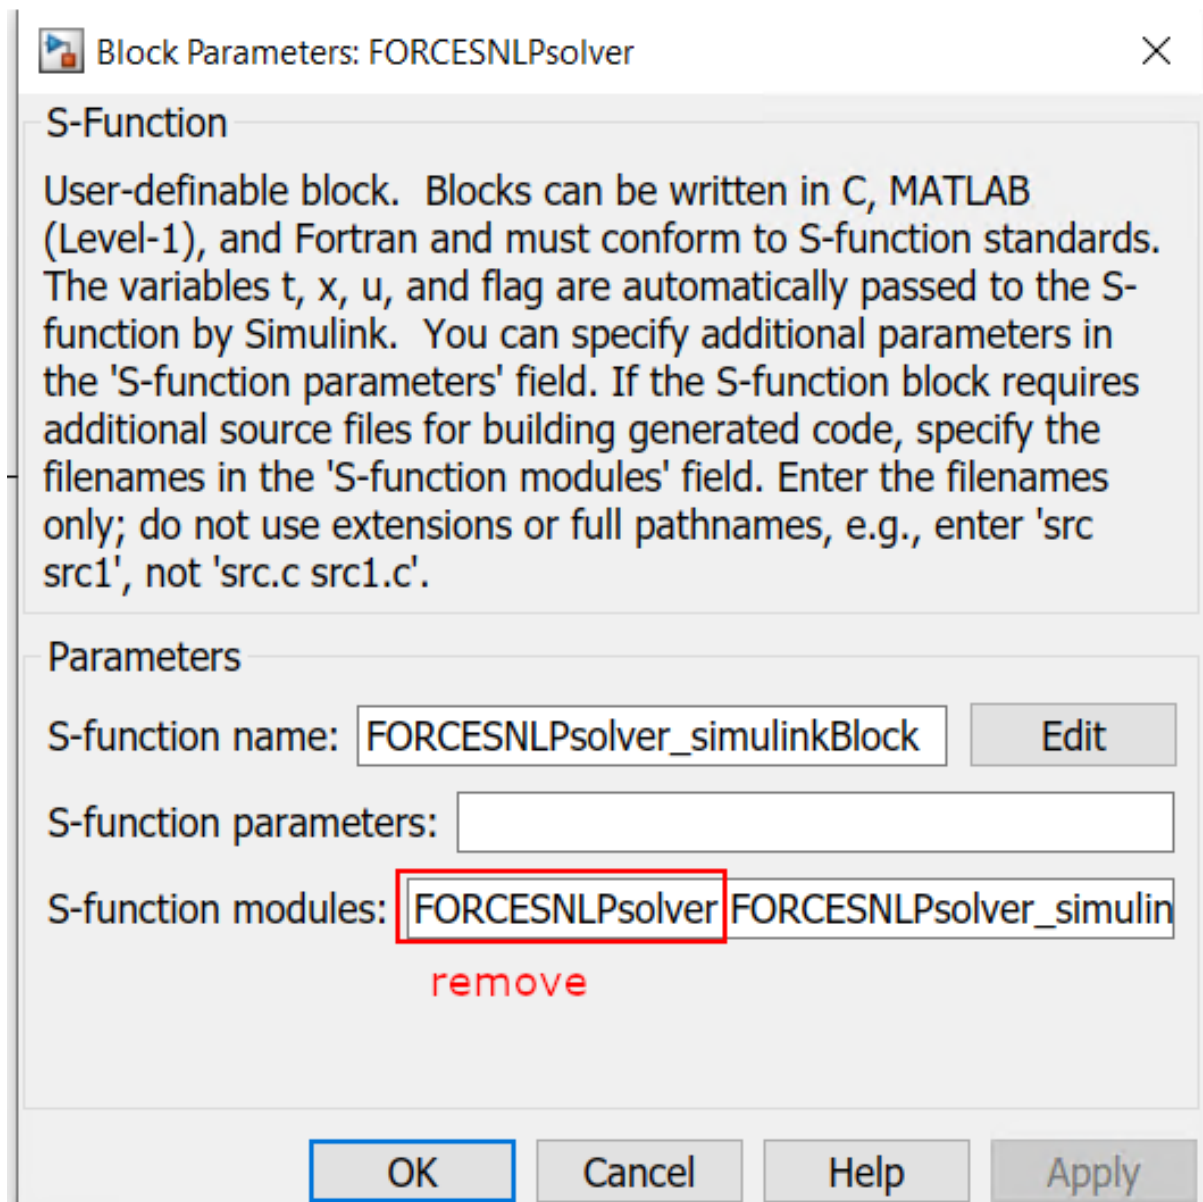 Block Parameters: FORCESNLPsolver
S-Function
User-definable block.  Blocks can be written in C, MATLAB
(Level-1), and Fortran and must conform to S-function standards.
The variables t, x, u, and flag are automatically passed to the S-
function by Simulink.  You can specify additional parameters in
the 'S-function parameters' field. If the S-function block requires
additional source files for building generated code, specify the
filenames in the 'S-function modules' field. Enter the filenames
only; do not use extensions or full pathnames, e.g., enter 'src
src1', not 'src.c src1.c'.
Parameters
S-function name: FORCESNLPsolver_simulinkBlock Edit
S-function parameters:
S-function modules: FORCESNLPsolver FORCESNLPsolver_simulin
remove
OK Cancel Help Apply